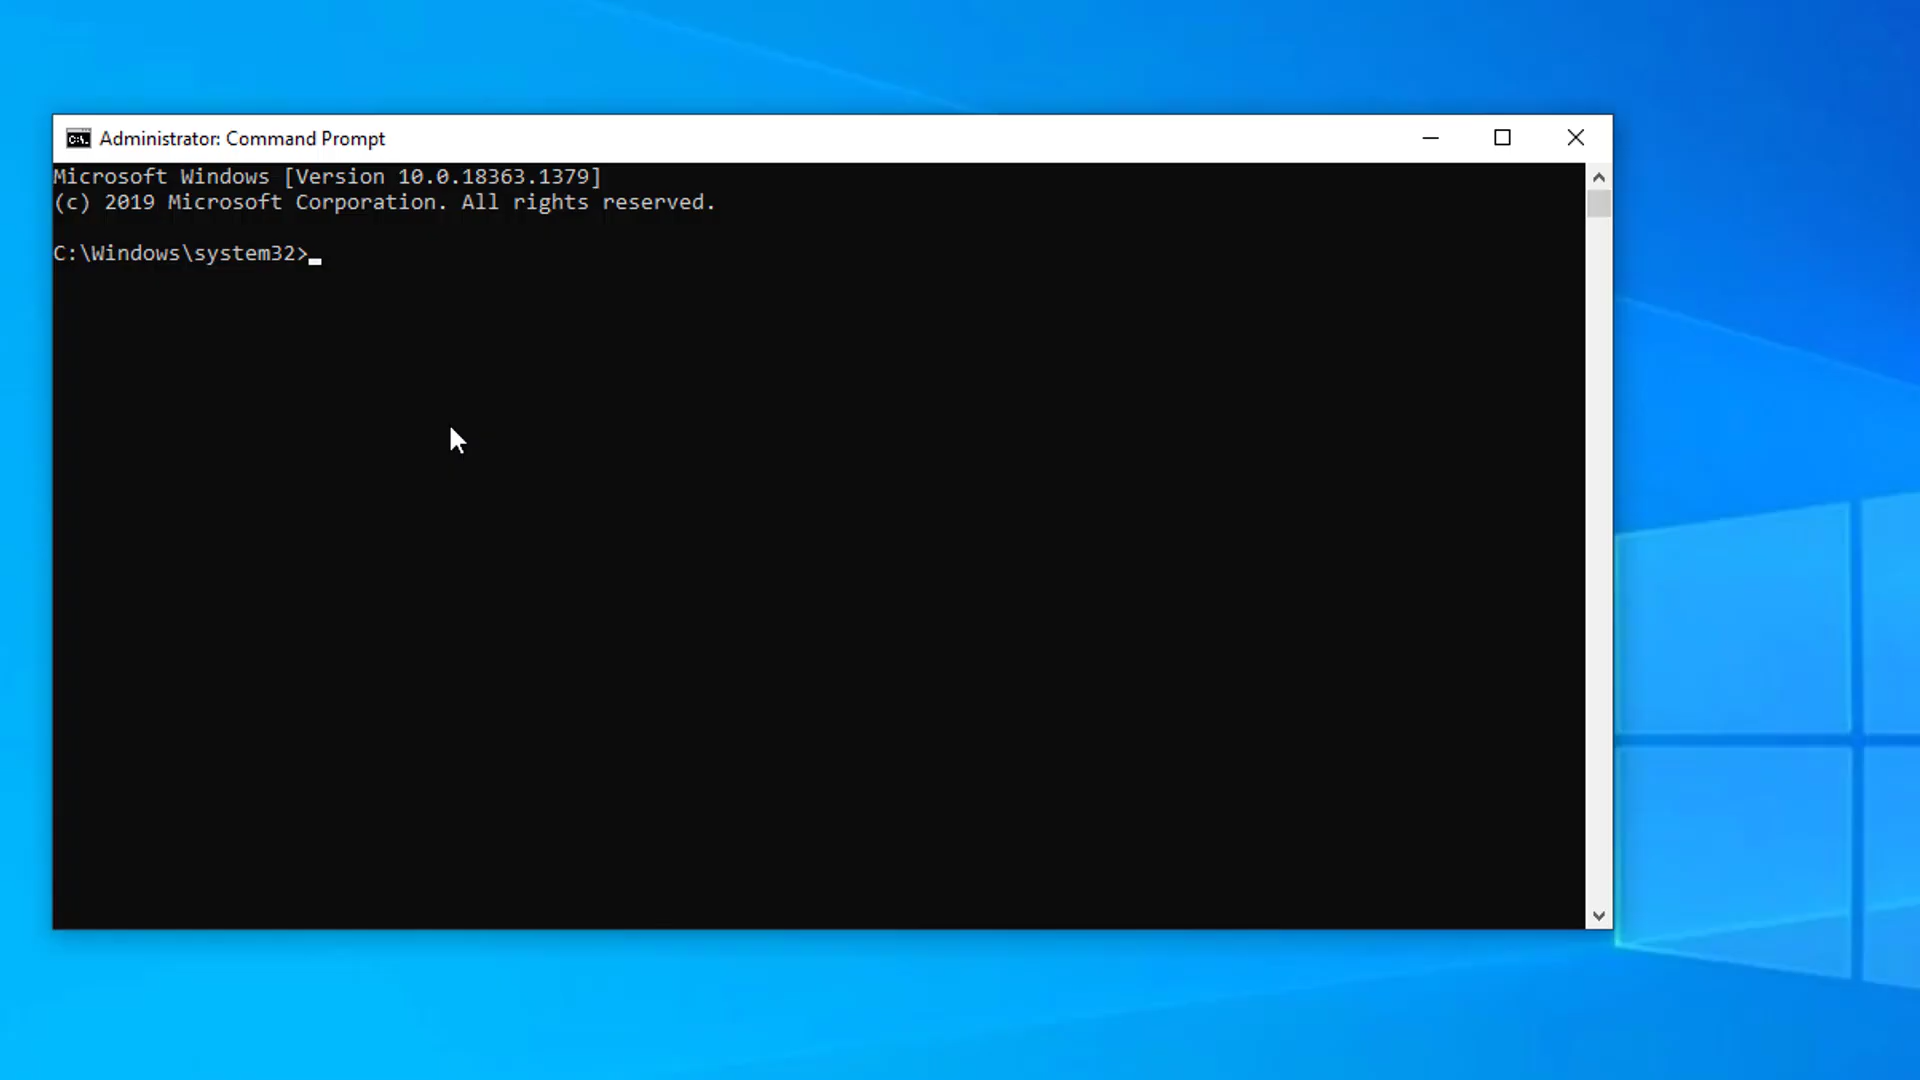 Administrator: Command Prompt
Microsoft Windows [Version 10.0.18363.1379]
(c) 2019 Microsoft Corporation. All rights reserved.
C:\Windows\system32>